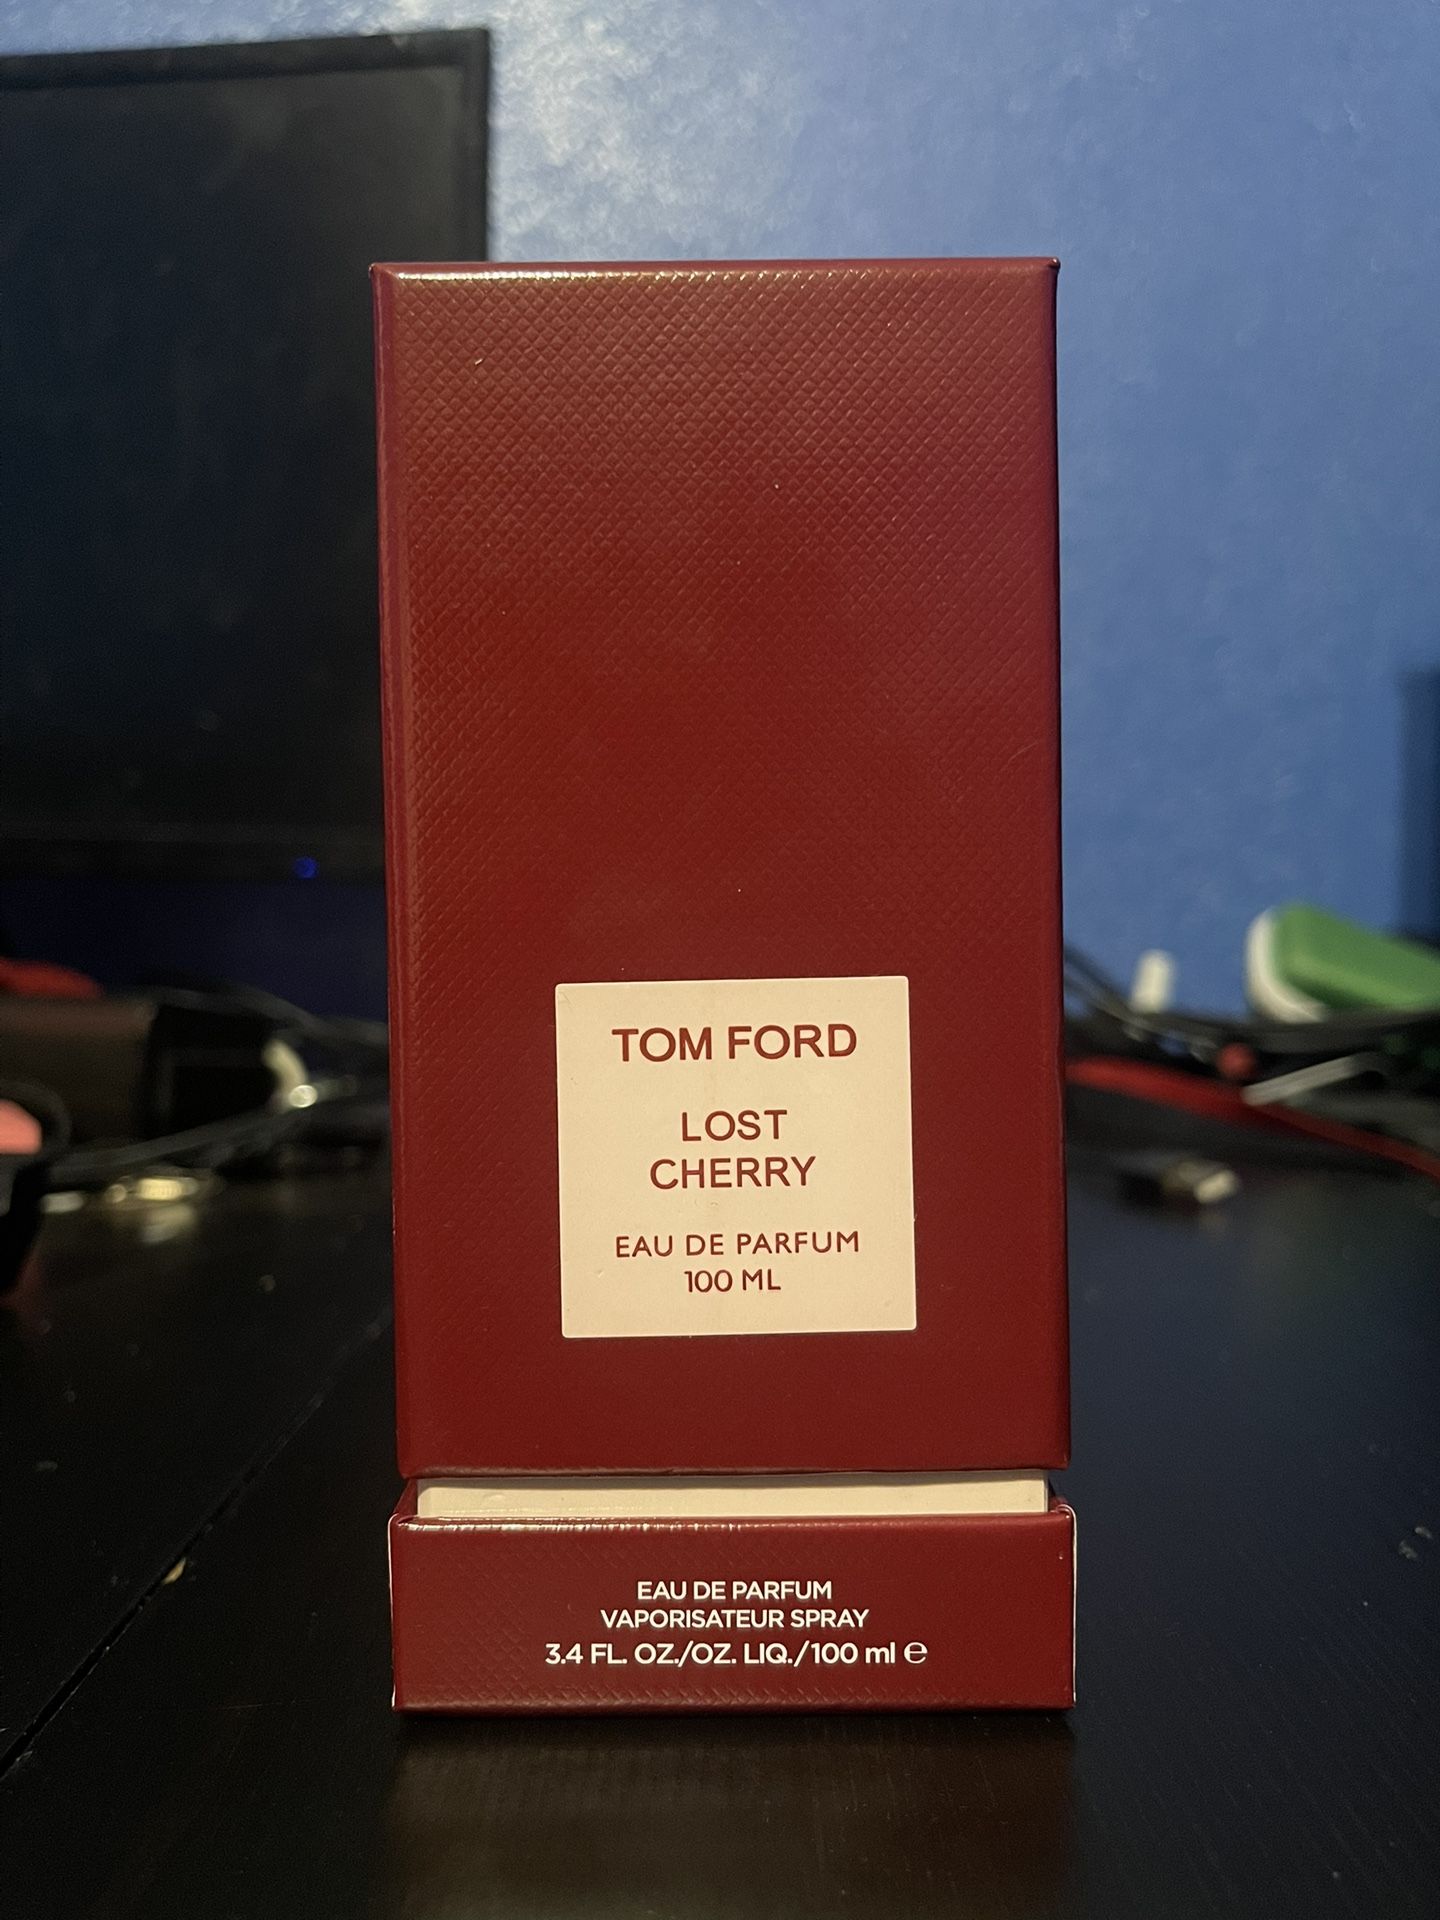 TOM FORD
LOST
CHERRY
EAU DE PARFUM
100 ML
EAU DE PARFUM
VAPORISATEUR SPRAY
3.4 FL. OZ./OZ. LIQ./100 ml ℮